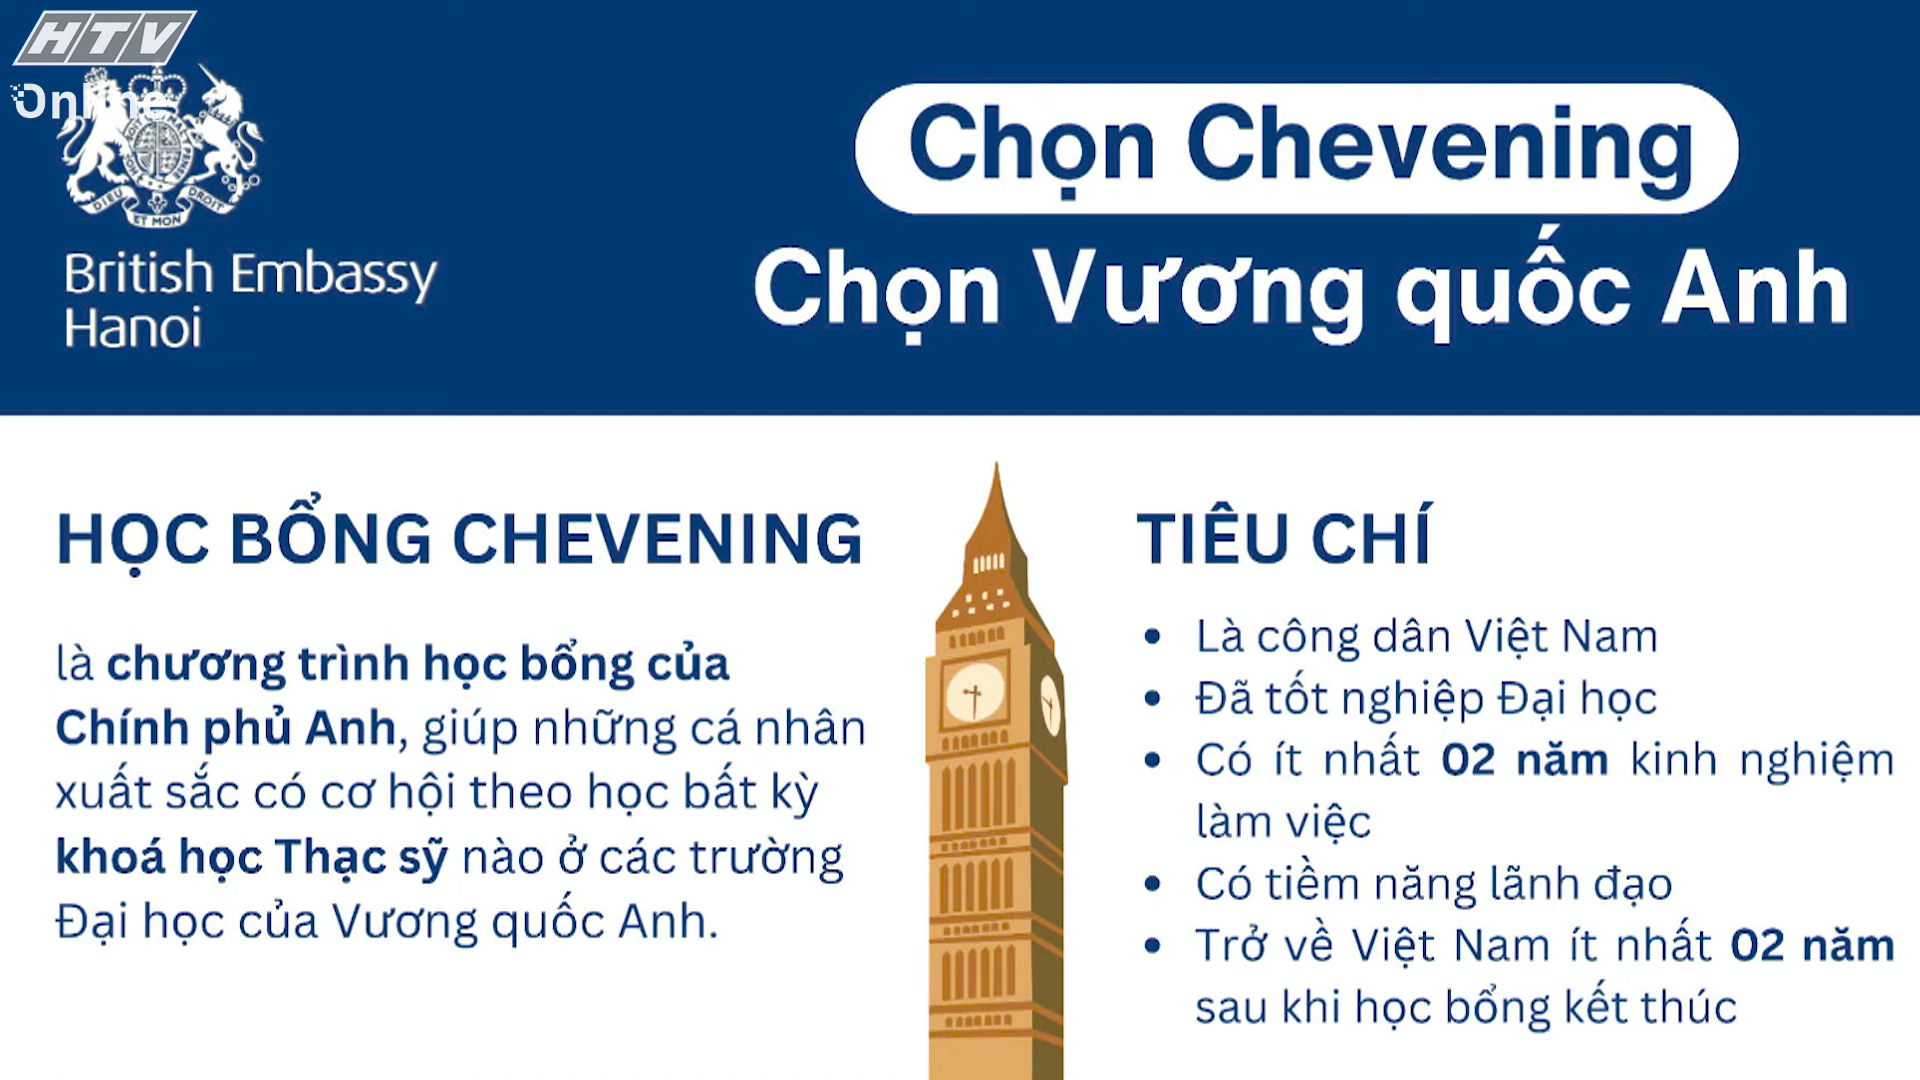 HTV
Online
DIEU ET MON DROIT
British Embassy
Hanoi
Chọn Chevening
Chọn Vương quốc Anh
HỌC BỔNG CHEVENING
là chương trình học bổng của
Chính phủ Anh, giúp những cá nhân
xuất sắc có cơ hội theo học bất kỳ
khoá học Thạc sỹ nào ở các trường
Đại học của Vương quốc Anh.
TIÊU CHÍ
• Là công dân Việt Nam
• Đã tốt nghiệp Đại học
• Có ít nhất 02 năm kinh nghiệm
làm việc
• Có tiềm năng lãnh đạo
• Trở về Việt Nam ít nhất 02 năm
sau khi học bổng kết thúc